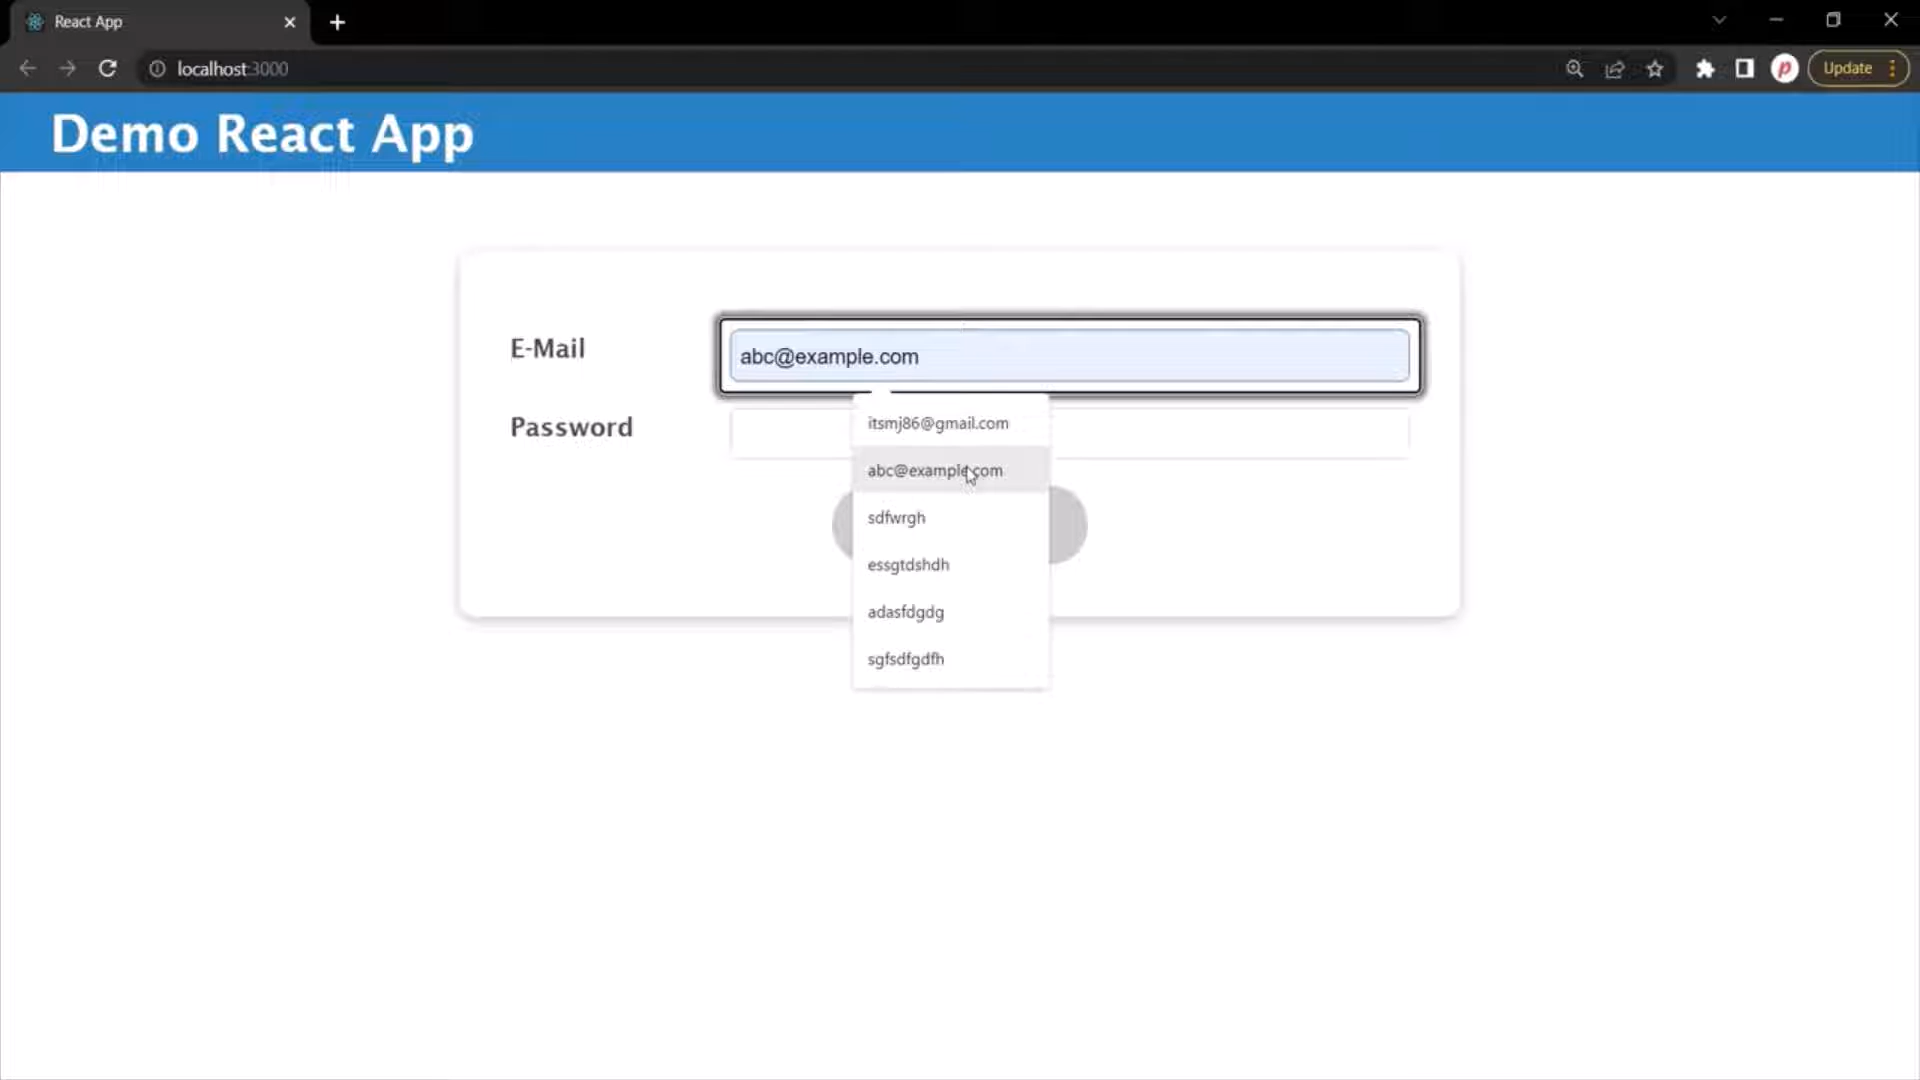 React App
localhost:3000
Update
Demo React App
E-Mail
abc@example.com
Password
itsmj86@gmail.com
abc@example.com
sdfwrgh
essgtdshdh
adasfdgdg
sgfsdfgdfh